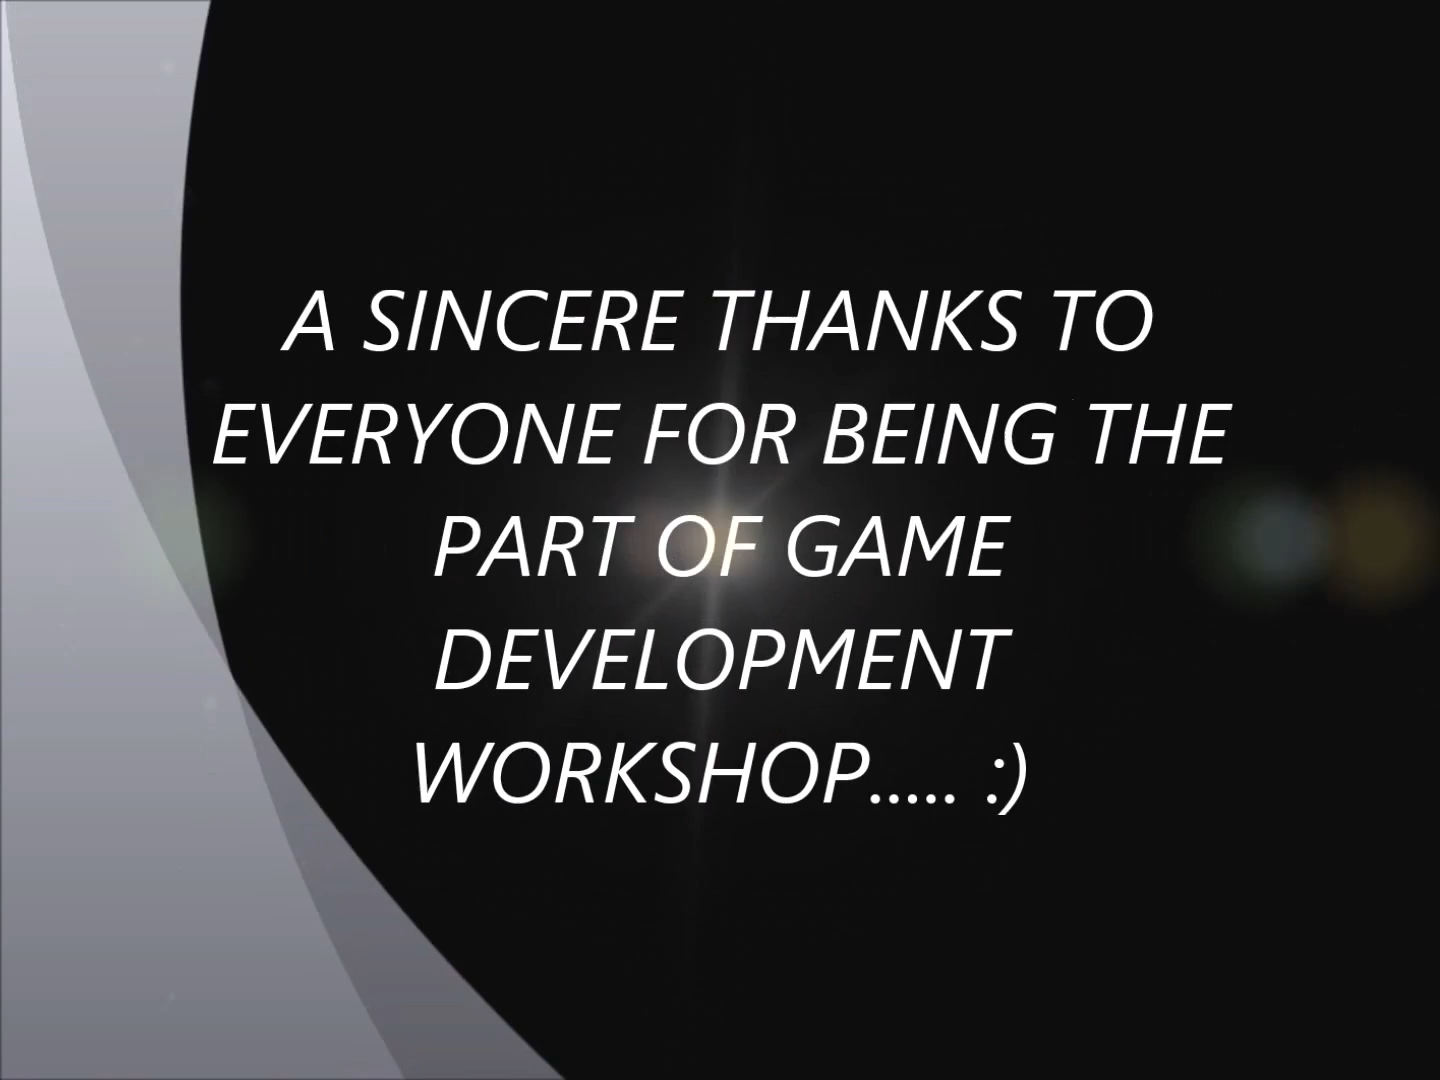 A SINCERE THANKS TO
EVERYONE FOR BEING THE
PART OF GAME
DEVELOPMENT
WORKSHOP..... :)